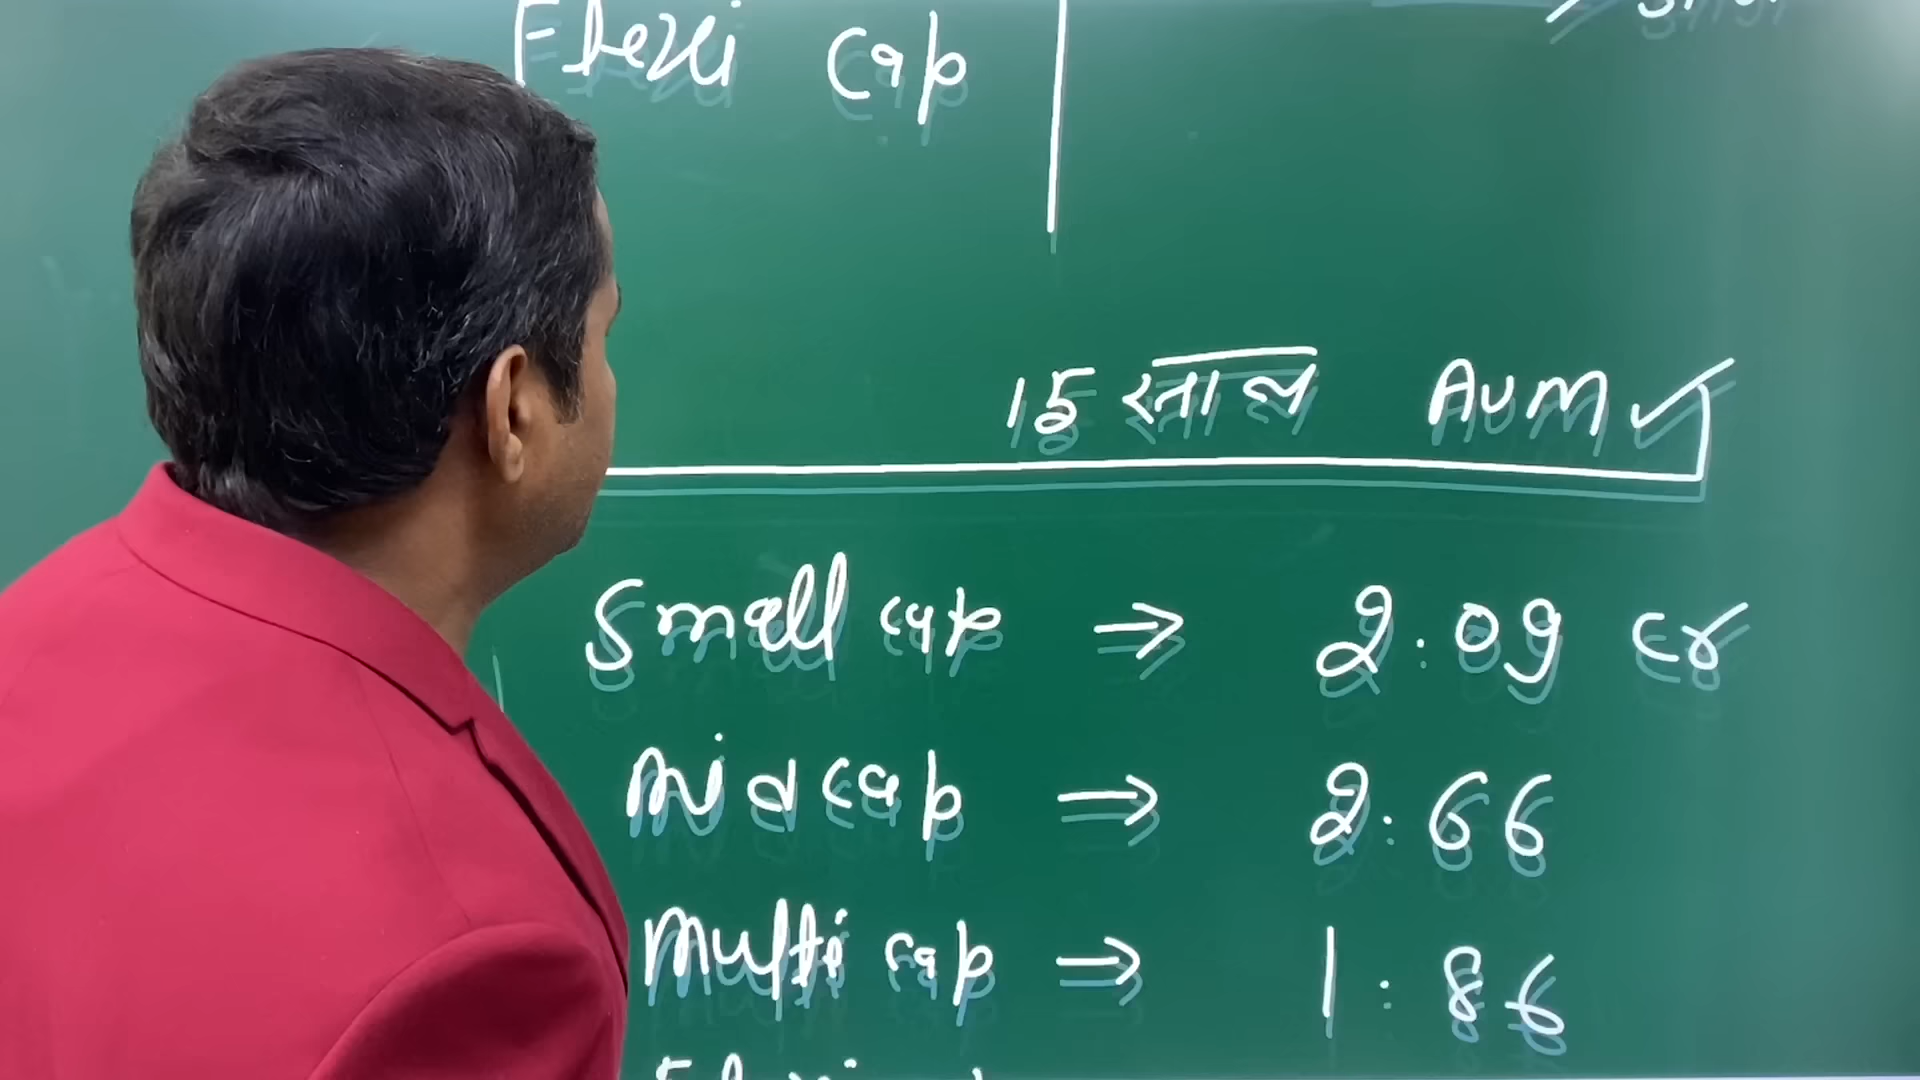 Flexi cap
15 साल AUM ✓
Small cap ⇒ 2.09 cr
Mid cap ⇒ 2.66
Multi cap ⇒ 1.86